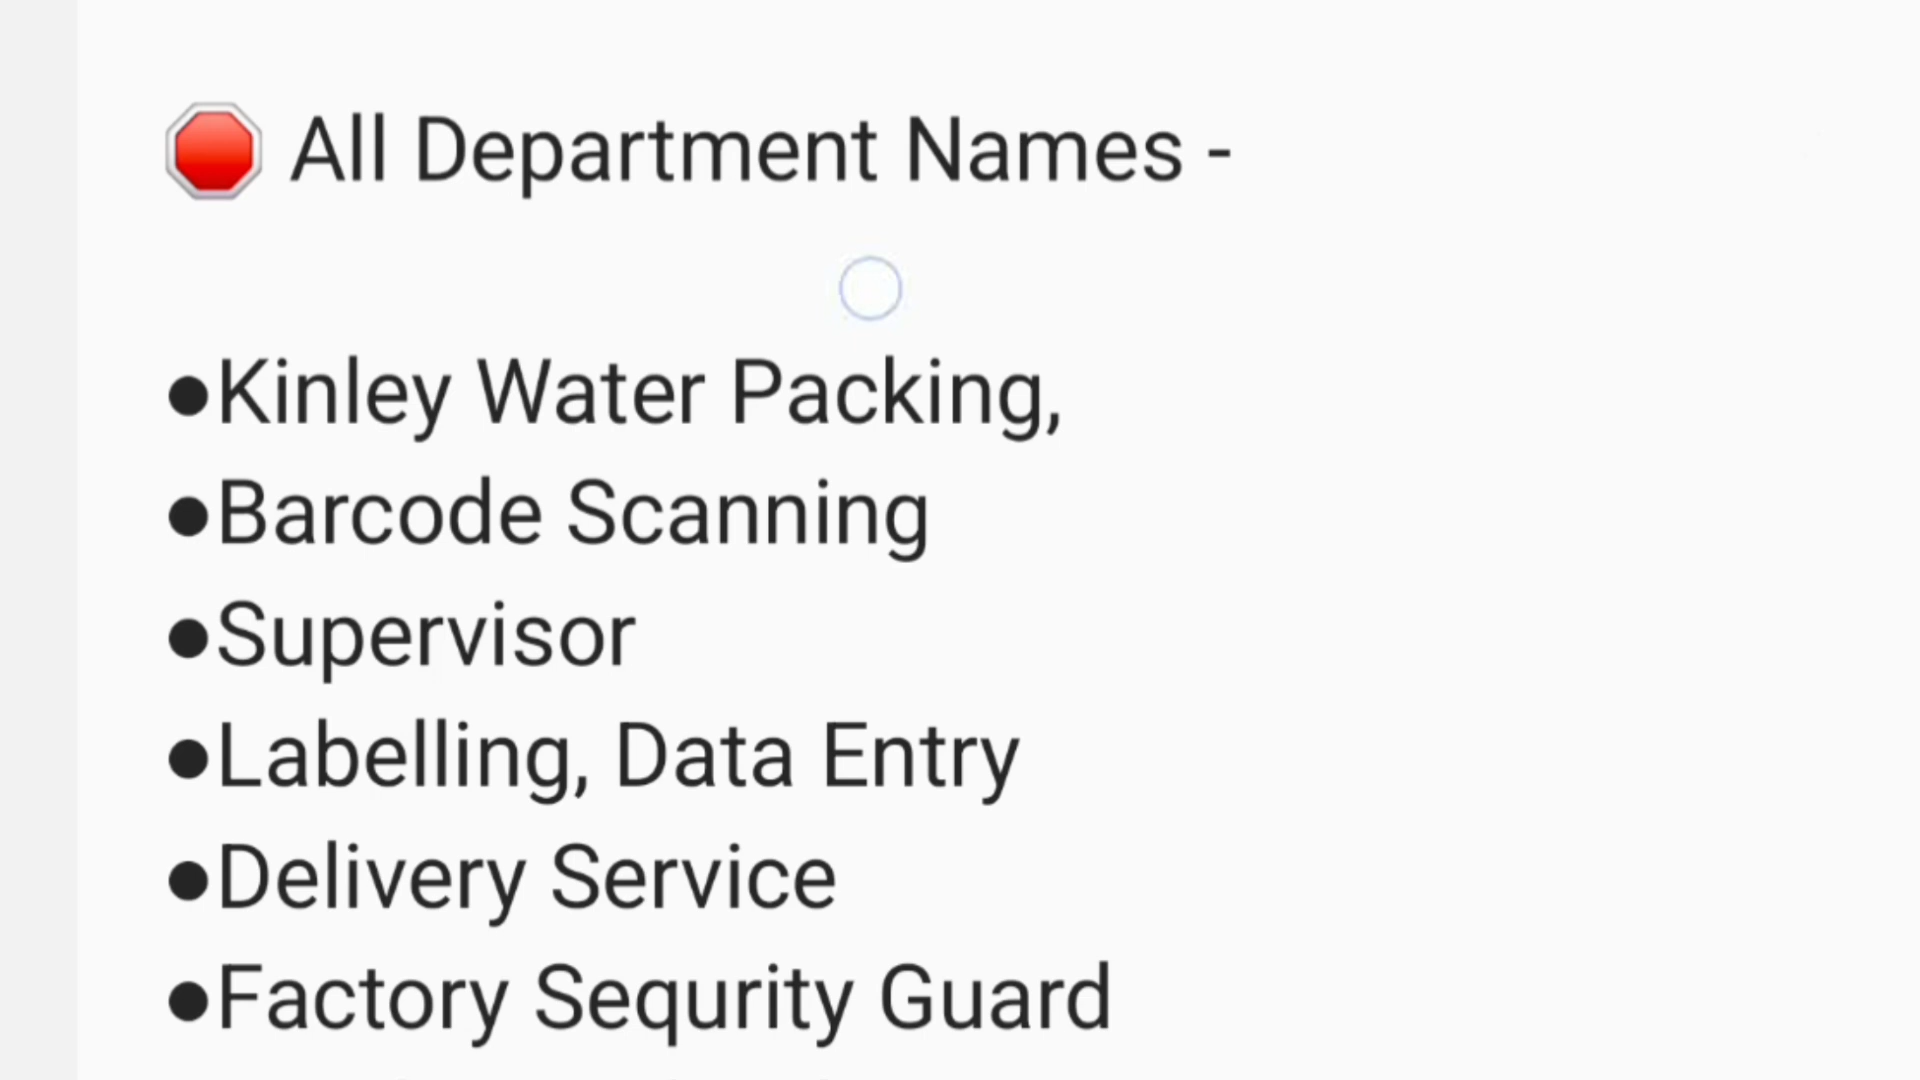 🛑 All Department Names -
●Kinley Water Packing,
●Barcode Scanning
●Supervisor
●Labelling, Data Entry
●Delivery Service
●Factory Sequrity Guard